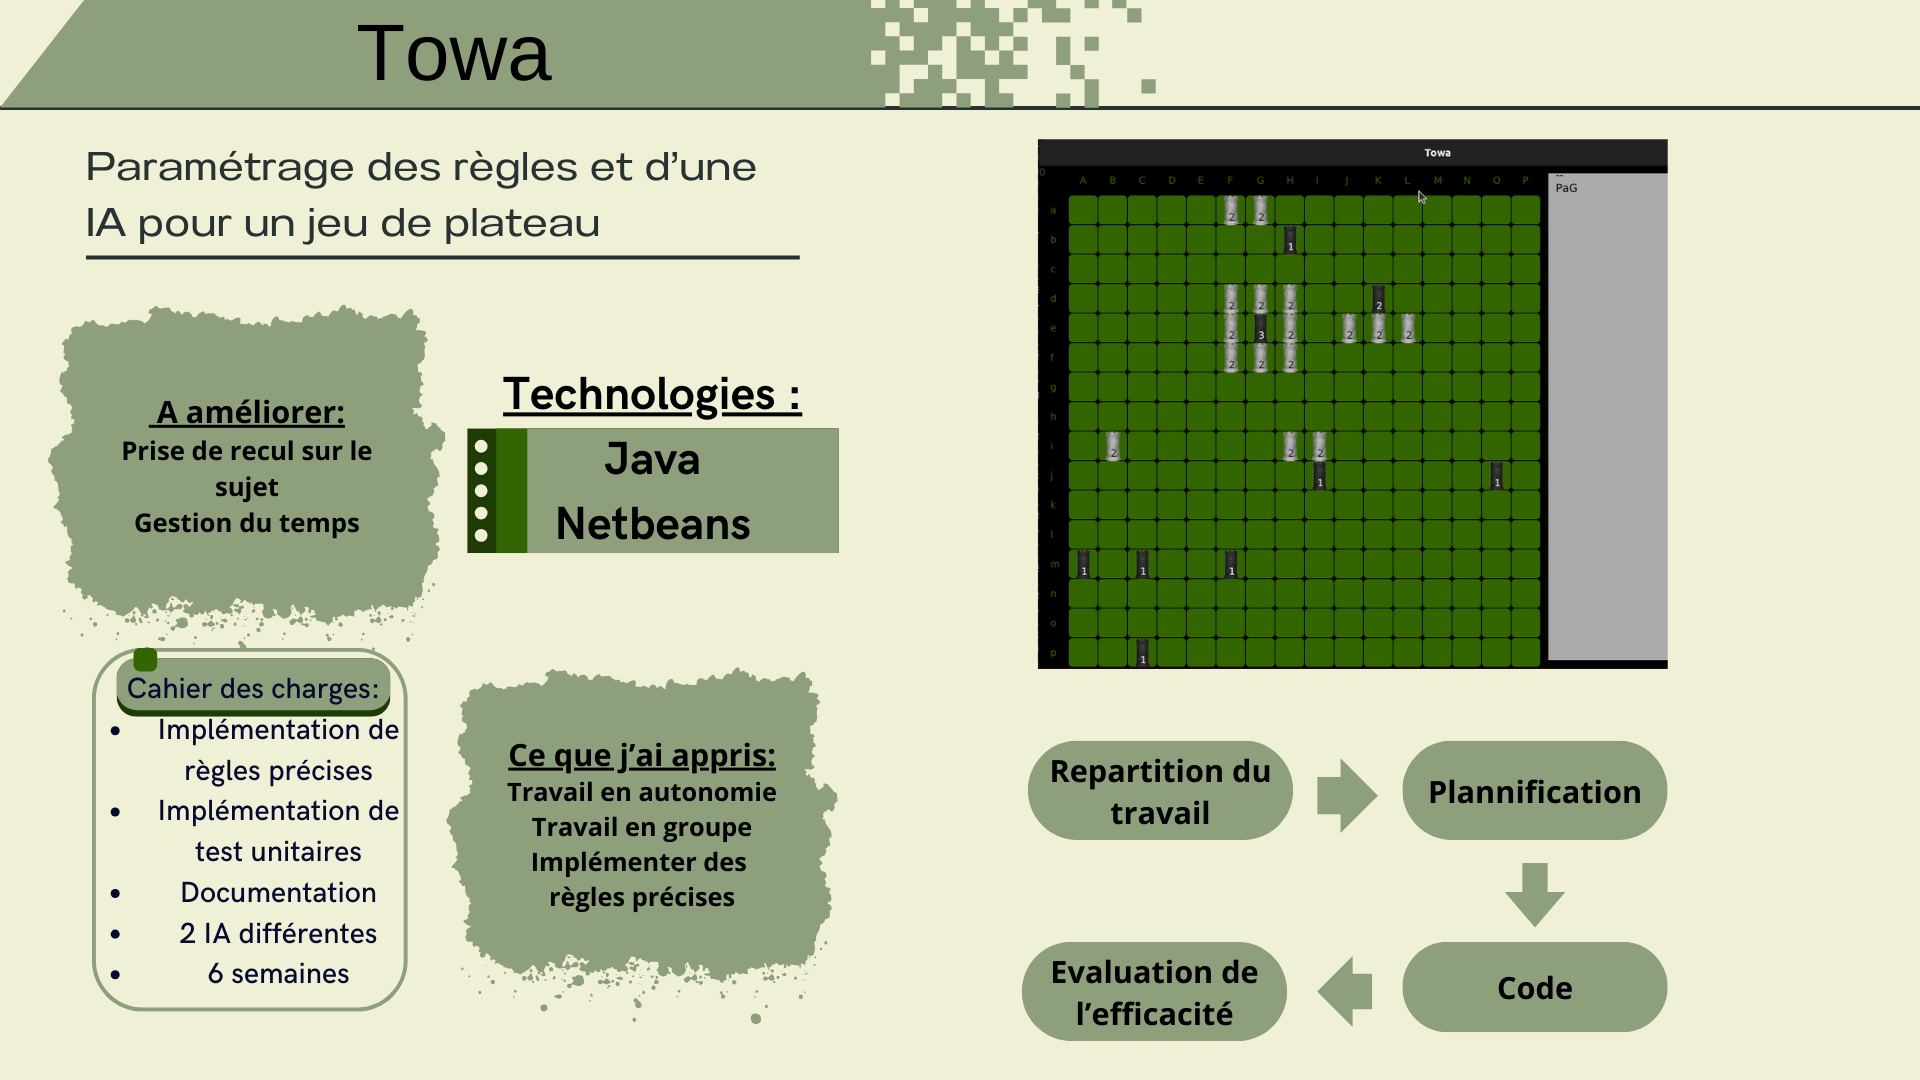 Towa
Paramétrage des règles et d’une
IA pour un jeu de plateau
A améliorer:
Prise de recul sur le
sujet
Gestion du temps
Technologies :
Java
Netbeans
Cahier des charges:
• Implémentation de
règles précises
• Implémentation de
test unitaires
• Documentation
• 2 IA différentes
• 6 semaines
Ce que j’ai appris:
Travail en autonomie
Travail en groupe
Implémenter des
règles précises
Towa
0
A B C D E F G H I J K L M N O P
PaG
a 2 2
b 1
c
d 2 2 2 2
e 2 3 2 2 2 2
f 2 2 2
g
h
i 2 2 2
j 1 1
k
l
m 1 1 1
n
o
p 1
Repartition du
travail
Plannification
Code
Evaluation de
l’efficacité